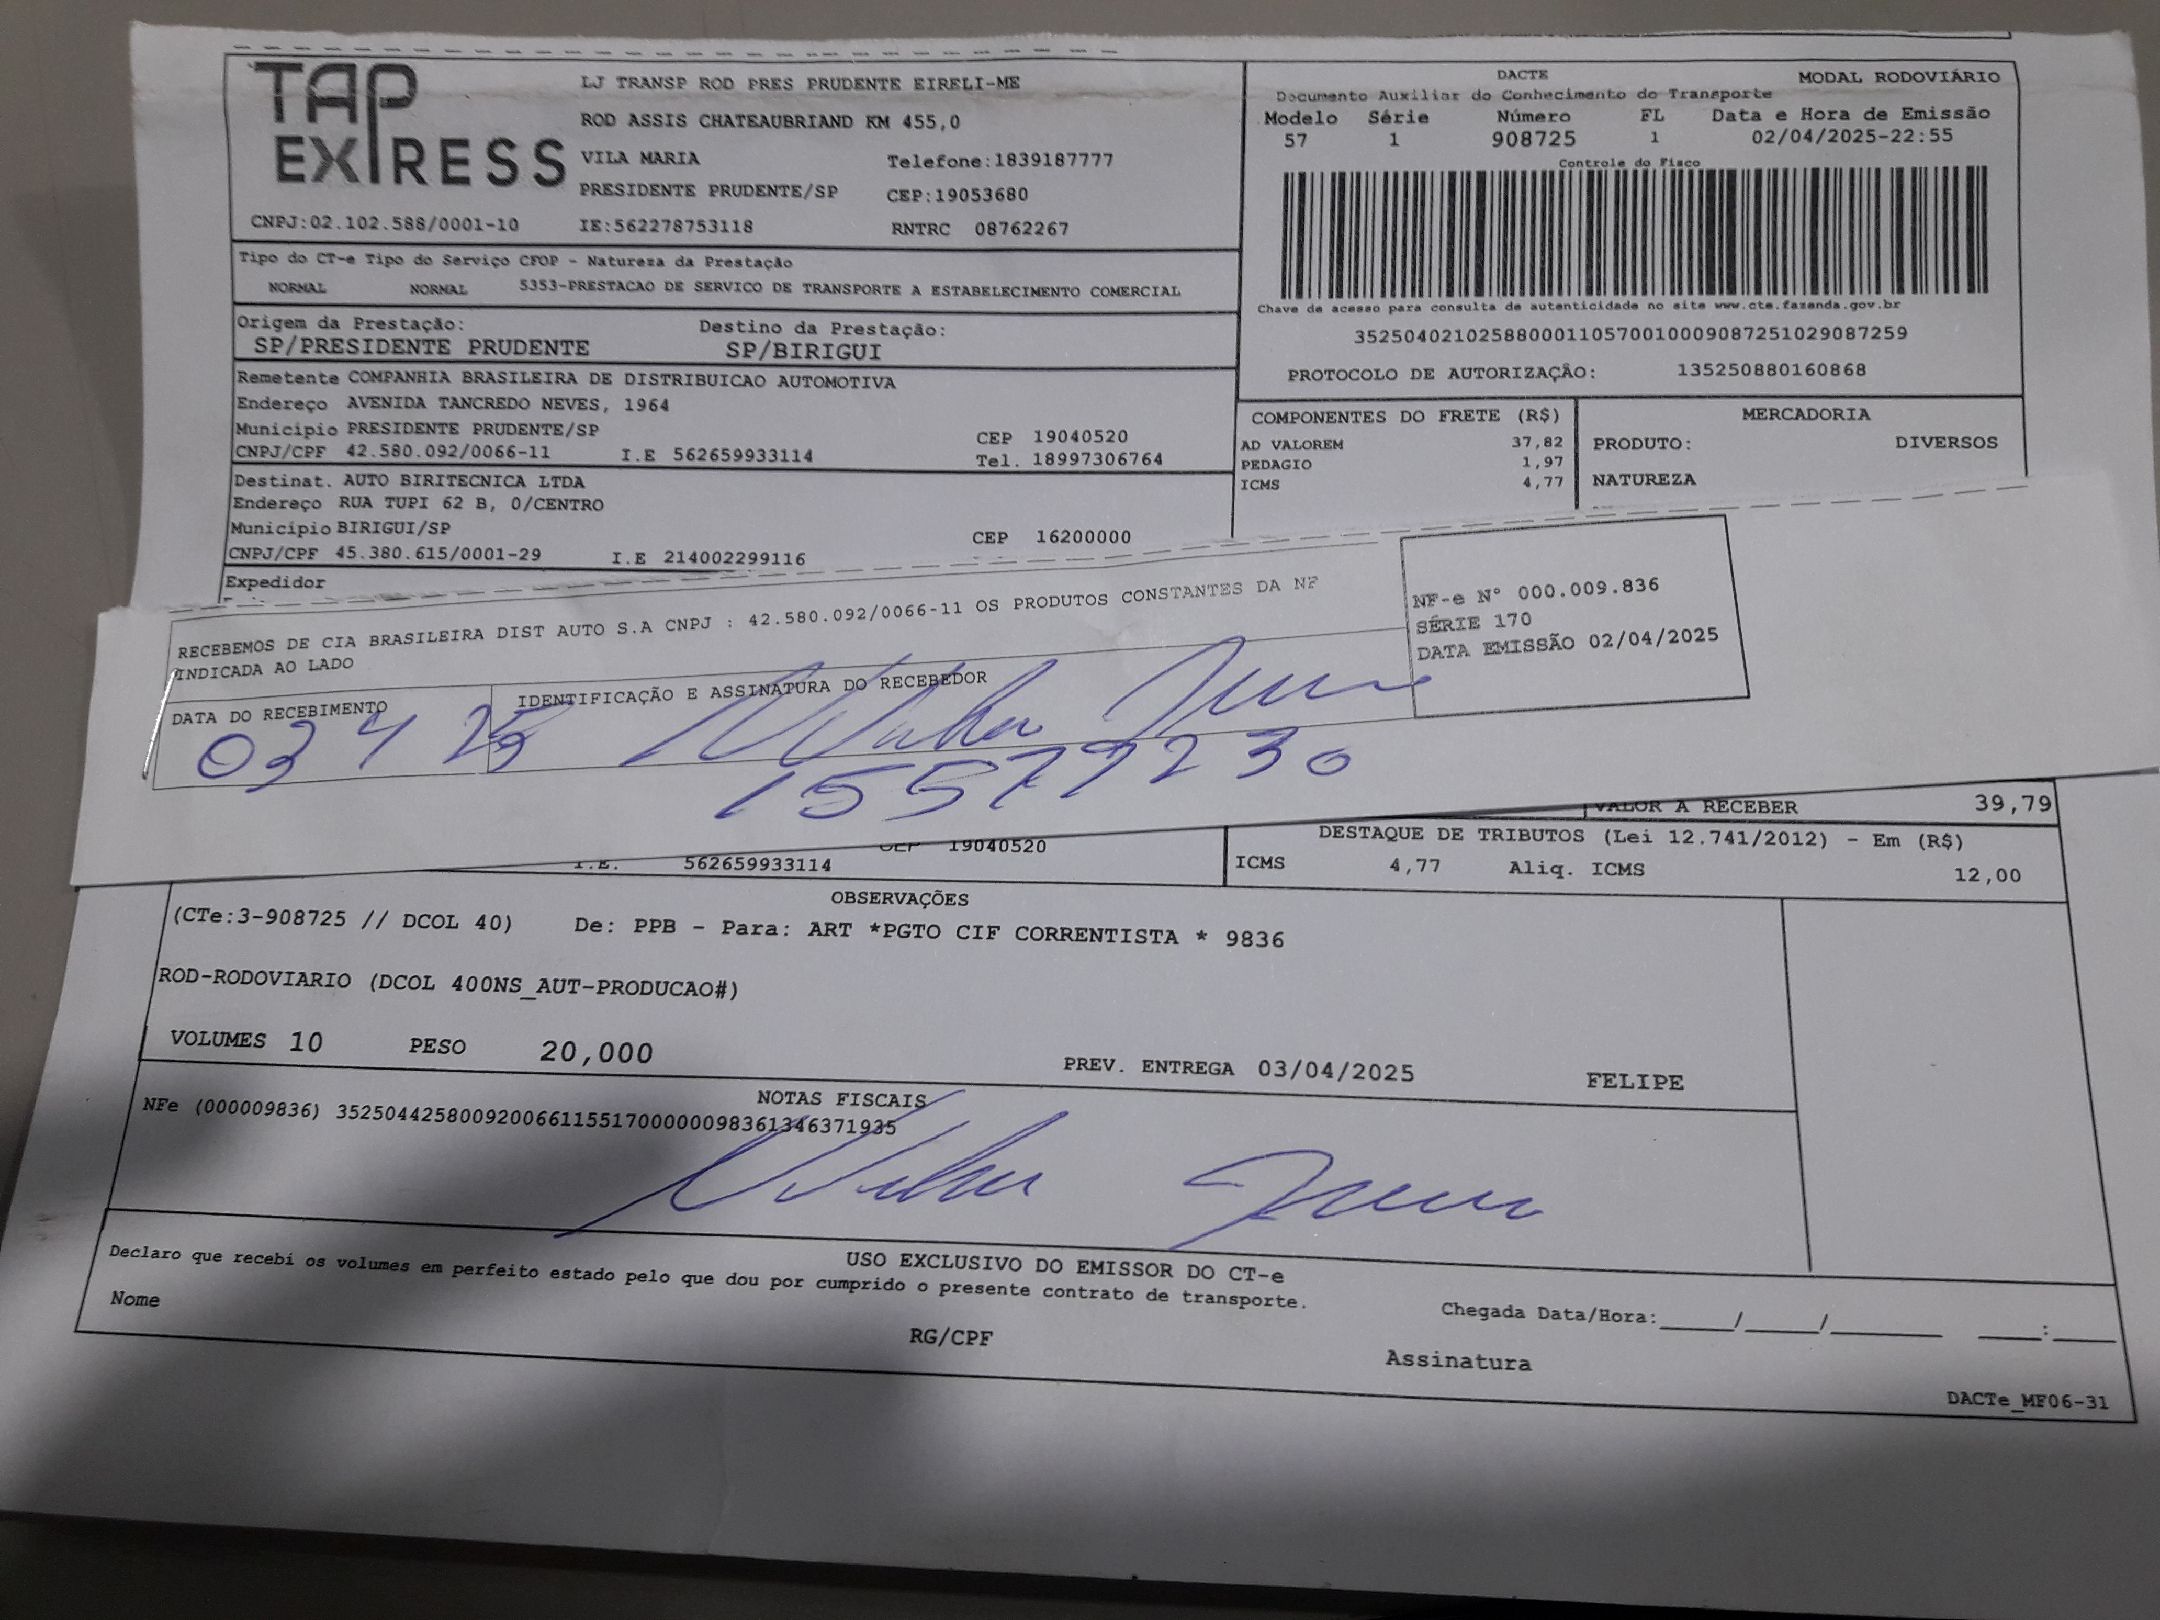 TAP EXPRESS
LJ TRANSP ROD PRES PRUDENTE EIRELI-ME
ROD ASSIS CHATEAUBRIAND KM 455,0
VILA MARIA Telefone:1839187777
PRESIDENTE PRUDENTE/SP CEP:19053680
CNPJ:02.102.588/0001-10 IE:562278753118 RNTRC 08762267
DACTE MODAL RODOVIÁRIO
Documento Auxiliar do Conhecimento de Transporte
Modelo Série Número FL Data e Hora de Emissão
57 1 908725 1 02/04/2025-22:55
Controle do Fisco
Chave de acesso para consulta de autenticidade no site www.cte.fazenda.gov.br
35250402102588000110570010009087251029087259
PROTOCOLO DE AUTORIZAÇÃO: 135250880160868
Tipo do CT-e Tipo do Serviço CFOP - Natureza da Prestação
NORMAL NORMAL 5353-PRESTACAO DE SERVICO DE TRANSPORTE A ESTABELECIMENTO COMERCIAL
Origem da Prestação: Destino da Prestação:
SP/PRESIDENTE PRUDENTE SP/BIRIGUI
Remetente COMPANHIA BRASILEIRA DE DISTRIBUICAO AUTOMOTIVA
Endereço AVENIDA TANCREDO NEVES, 1964
Município PRESIDENTE PRUDENTE/SP CEP 19040520
CNPJ/CPF 42.580.092/0066-11 I.E 562659933114 Tel. 18997306764
Destinat. AUTO BIRITECNICA LTDA
Endereço RUA TUPI 62 B, 0/CENTRO
Município BIRIGUI/SP CEP 16200000
CNPJ/CPF 45.380.615/0001-29 I.E 214002299116
Expedidor
COMPONENTES DO FRETE (R$)
AD VALOREM 37,82
PEDAGIO 1,97
ICMS 4,77
MERCADORIA
PRODUTO: DIVERSOS
NATUREZA
RECEBEMOS DE CIA BRASILEIRA DIST AUTO S.A CNPJ : 42.580.092/0066-11 OS PRODUTOS CONSTANTES DA NF
INDICADA AO LADO
DATA DO RECEBIMENTO IDENTIFICAÇÃO E ASSINATURA DO RECEBEDOR
03 4 25
15577230
NF-e Nº 000.009.836
SÉRIE 170
DATA EMISSÃO 02/04/2025
VALOR A RECEBER 39,79
CEP 19040520
I.E. 562659933114
DESTAQUE DE TRIBUTOS (Lei 12.741/2012) - Em (R$)
ICMS 4,77 Aliq. ICMS 12,00
OBSERVAÇÕES
(CTe:3-908725 // DCOL 40) De: PPB - Para: ART *PGTO CIF CORRENTISTA * 9836
ROD-RODOVIARIO (DCOL 400NS_AUT-PRODUCAO#)
VOLUMES 10 PESO 20,000 PREV. ENTREGA 03/04/2025 FELIPE
NOTAS FISCAIS
NFe (000009836) 35250442580092006611551700000098361346371935
USO EXCLUSIVO DO EMISSOR DO CT-e
Declaro que recebi os volumes em perfeito estado pelo que dou por cumprido o presente contrato de transporte.
Nome RG/CPF Assinatura Chegada Data/Hora:_____/_____/_______ ____:____
DACTe_MF06-31